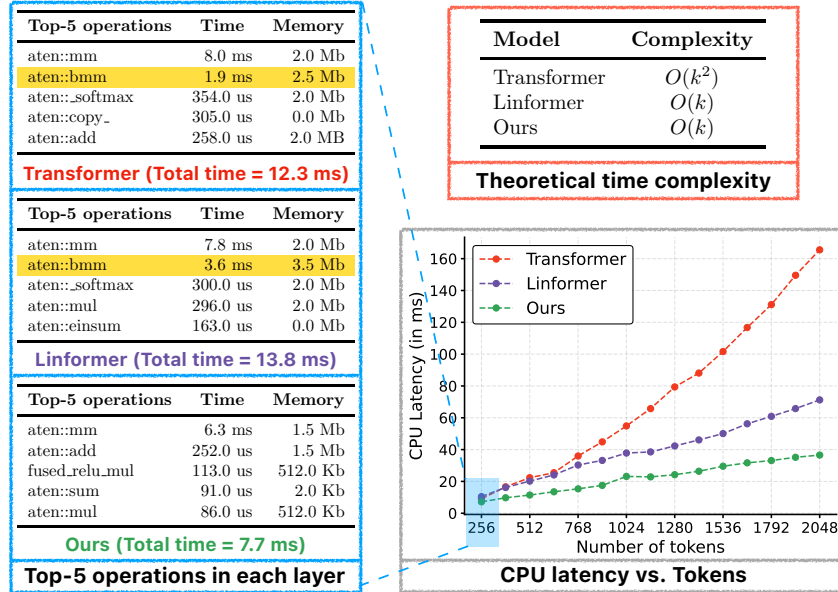 Top-5 operations Time Memory
aten::mm 8.0 ms 2.0 Mb
aten::bmm 1.9 ms 2.5 Mb
aten::_softmax 354.0 us 2.0 Mb
aten::copy_ 305.0 us 0.0 Mb
aten::add 258.0 us 2.0 MB
Transformer (Total time = 12.3 ms)
Top-5 operations Time Memory
aten::mm 7.8 ms 2.0 Mb
aten::bmm 3.6 ms 3.5 Mb
aten::_softmax 300.0 us 2.0 Mb
aten::mul 296.0 us 2.0 Mb
aten::einsum 163.0 us 0.0 Mb
Linformer (Total time = 13.8 ms)
Top-5 operations Time Memory
aten::mm 6.3 ms 1.5 Mb
aten::add 252.0 us 1.5 Mb
fused_relu_mul 113.0 us 512.0 Kb
aten::sum 91.0 us 2.0 Kb
aten::mul 86.0 us 512.0 Kb
Ours (Total time = 7.7 ms)
Top-5 operations in each layer
Model Complexity
Transformer O(k²)
Linformer O(k)
Ours O(k)
Theoretical time complexity
CPU Latency (in ms)
160
140
120
100
80
60
40
20
0
Transformer
Linformer
Ours
256 512 768 1024 1280 1536 1792 2048
Number of tokens
CPU latency vs. Tokens